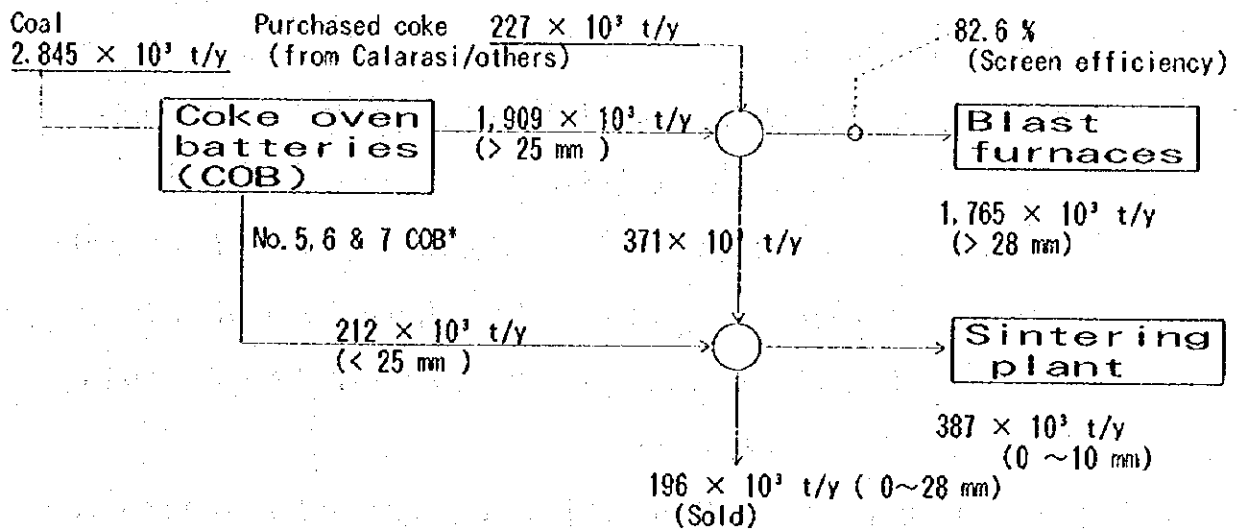 Coal
2.845 × 10³ t/y
Purchased coke
(from Calarasi/others)
227 × 10³ t/y
82.6 %
(Screen efficiency)
Coke oven
batteries
(COB)
1,909 × 10³ t/y
(> 25 mm )
Blast
furnaces
1,765 × 10³ t/y
(> 28 mm)
No. 5, 6 & 7 COB*
371× 10³ t/y
212 × 10³ t/y
(< 25 mm )
Sintering
plant
387 × 10³ t/y
(0 ~10 mm)
196 × 10³ t/y ( 0~28 mm)
(Sold)